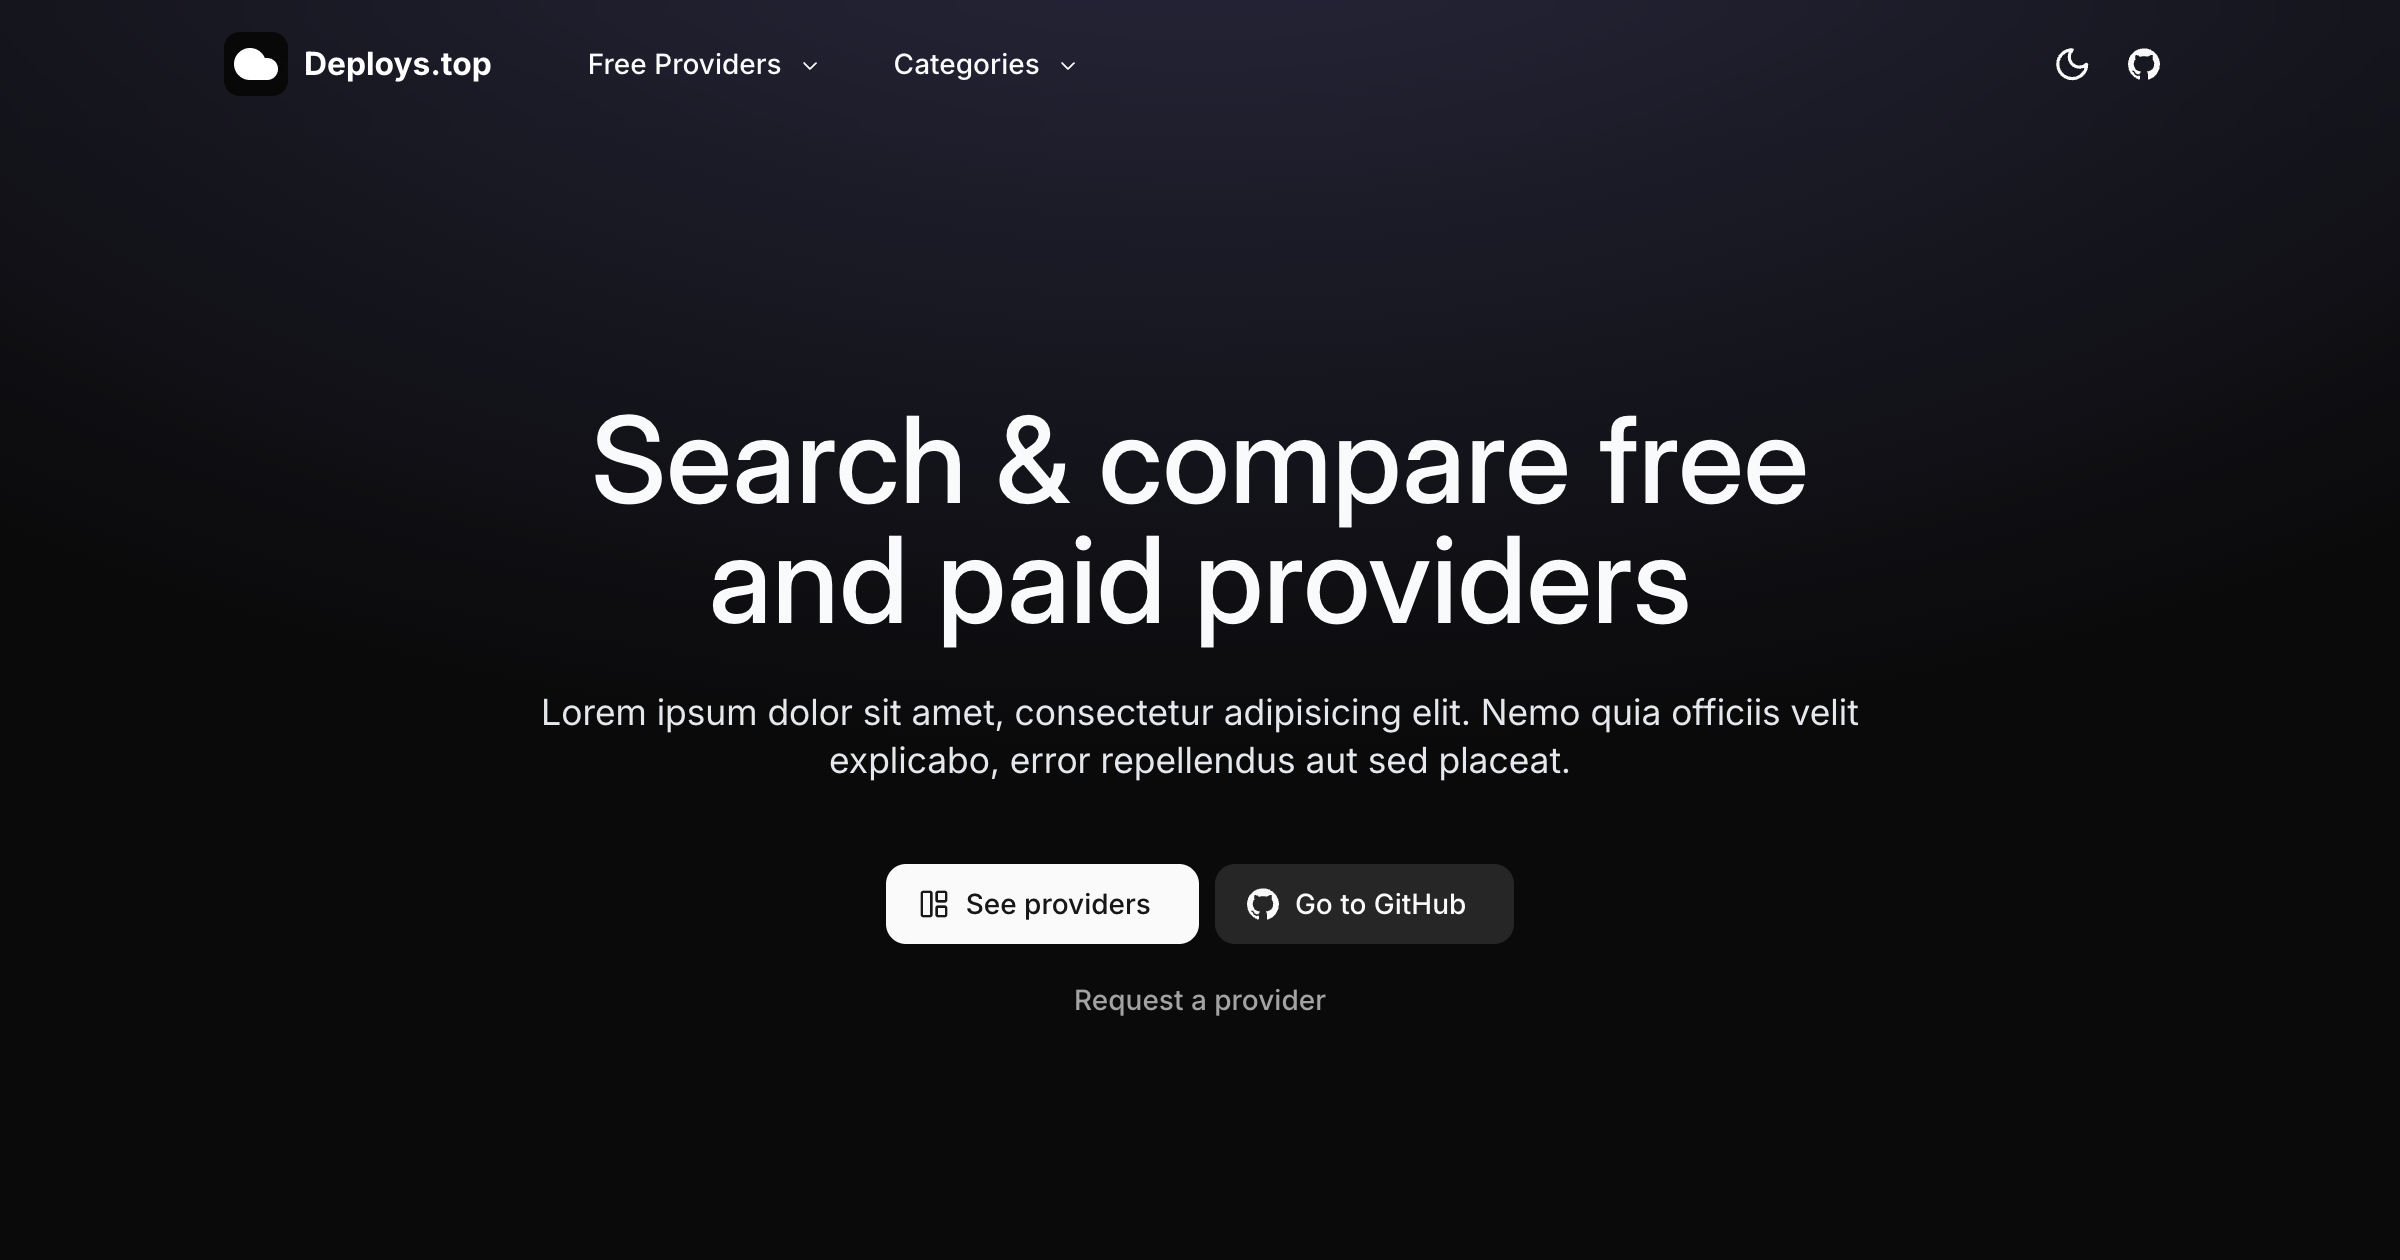 Deploys.top
Free Providers
Categories
Search & compare free
and paid providers
Lorem ipsum dolor sit amet, consectetur adipisicing elit. Nemo quia officiis velit
explicabo, error repellendus aut sed placeat.
See providers
Go to GitHub
Request a provider